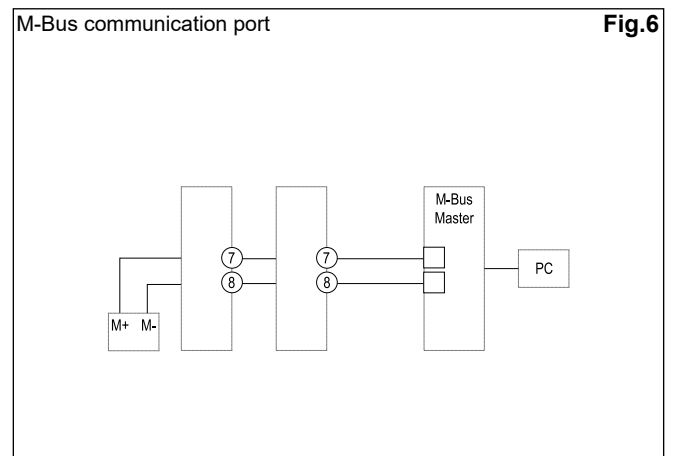 M-Bus communication port
Fig.6
M-Bus
Master
7
7
PC
8
8
M+ M-